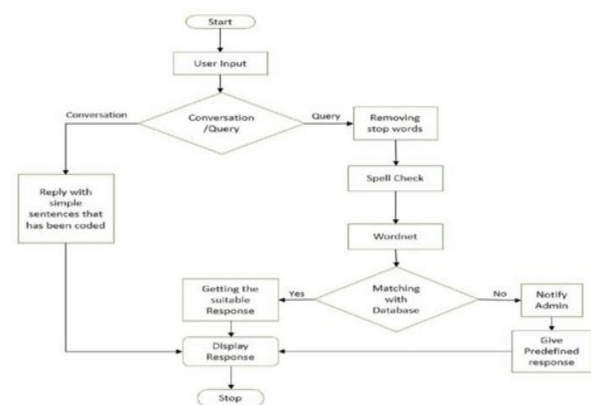 Start
User Input
Conversation
Conversation
/Query
Query
Removing
stop words
Spell Check
Reply with
simple
sentences that
has been coded
Wordnet
Getting the
suitable
Response
Yes
Matching
with
Database
No
Notify
Admin
Display
Response
Give
Predefined
response
Stop